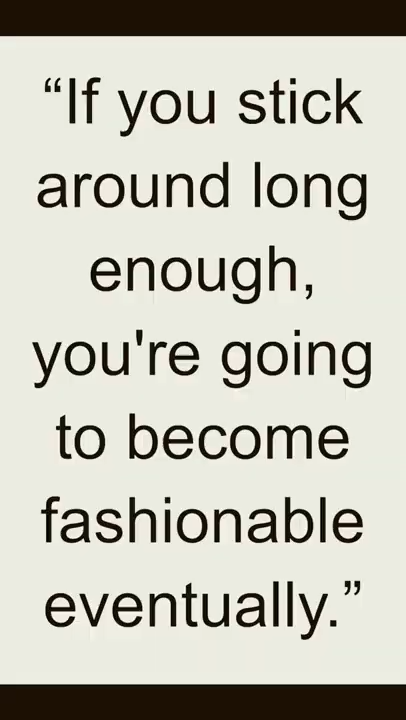 “If you stick
around long
enough,
you're going
to become
fashionable
eventually.”